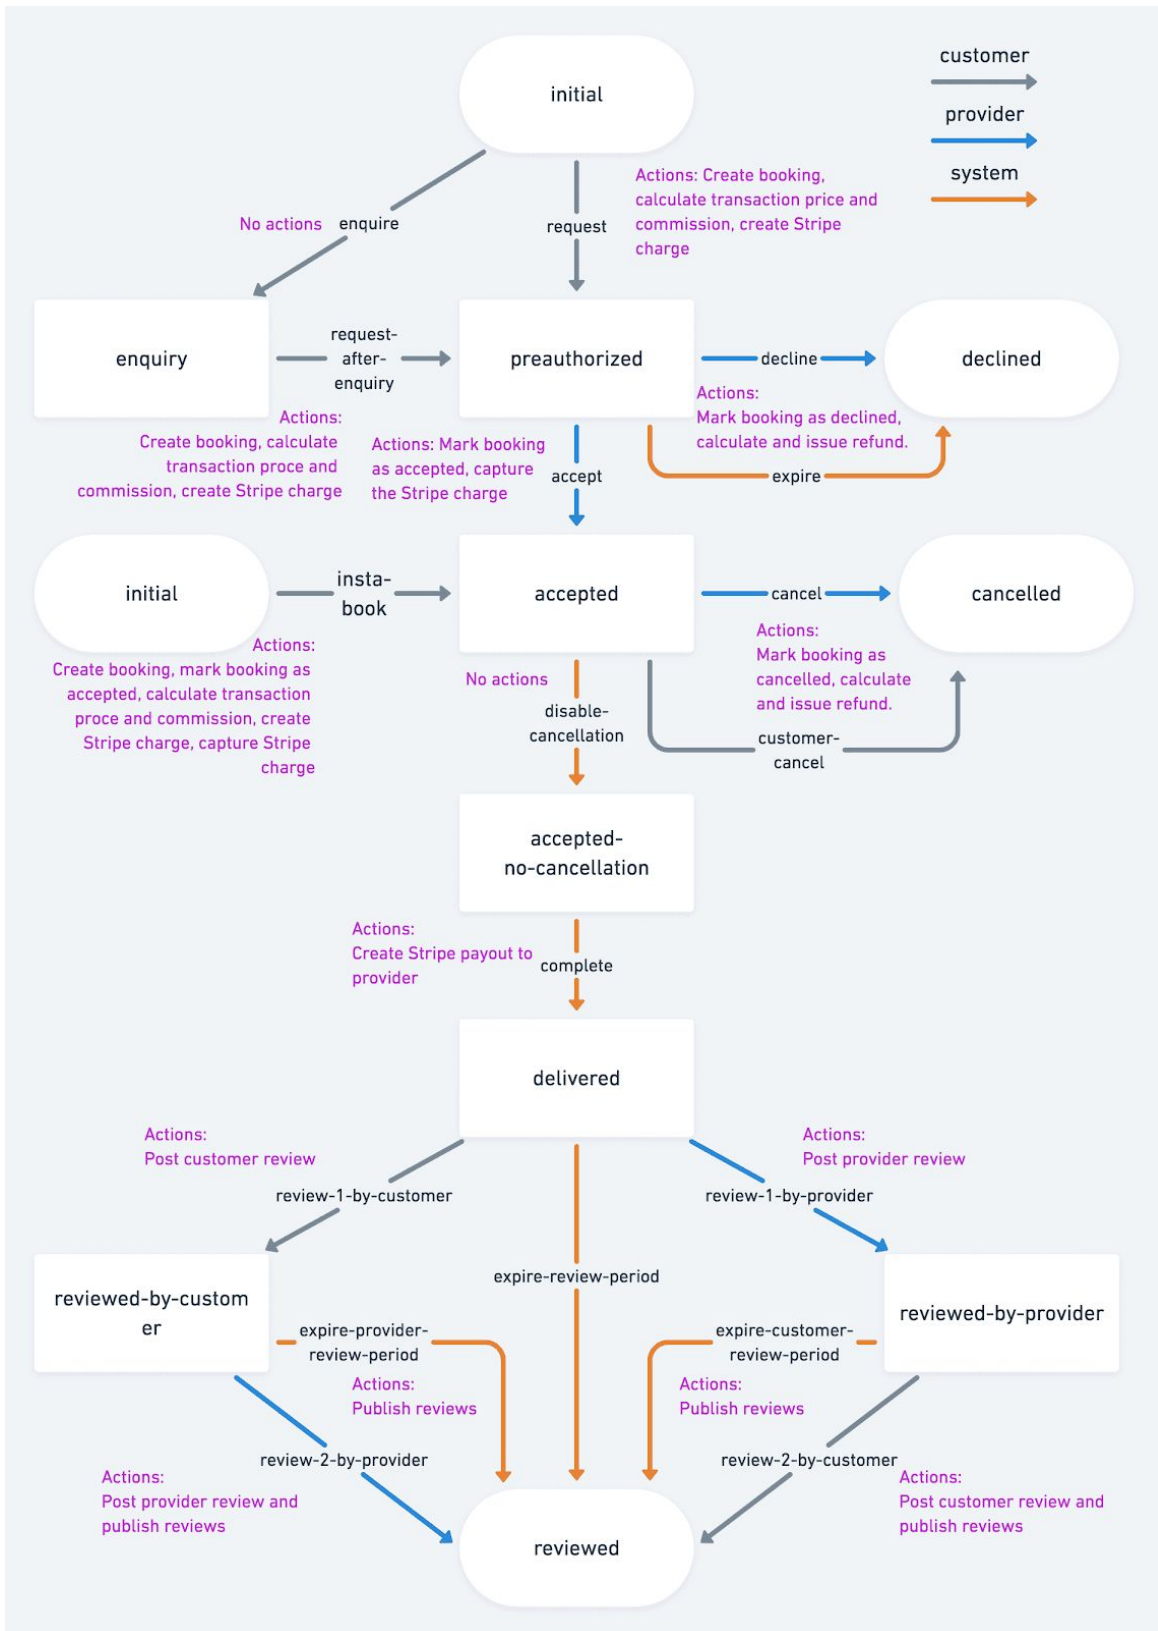 initial
customer
provider
system
Actions: Create booking,
calculate transaction price and
commission, create Stripe
charge
No actions
enquire
request
enquiry
request-
after-
enquiry
preauthorized
decline
declined
Actions:
Mark booking as declined,
calculate and issue refund.
Actions:
Create booking, calculate
transaction proce and
commission, create Stripe charge
Actions: Mark booking
as accepted, capture
the Stripe charge
accept
expire
initial
insta-
book
accepted
cancel
cancelled
Actions:
Create booking, mark booking as
accepted, calculate transaction
proce and commission, create
Stripe charge, capture Stripe
charge
No actions
disable-
cancellation
Actions:
Mark booking as
cancelled, calculate
and issue refund.
customer-
cancel
accepted-
no-cancellation
Actions:
Create Stripe payout to
provider
complete
delivered
Actions:
Post customer review
Actions:
Post provider review
review-1-by-customer
review-1-by-provider
expire-review-period
reviewed-by-custom
er
reviewed-by-provider
expire-provider-
review-period
expire-customer-
review-period
Actions:
Publish reviews
Actions:
Publish reviews
review-2-by-provider
review-2-by-customer
Actions:
Post provider review and
publish reviews
Actions:
Post customer review and
publish reviews
reviewed